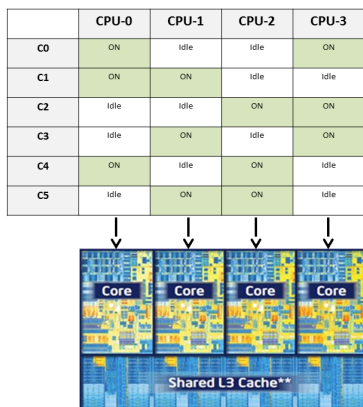 CPU-0 CPU-1 CPU-2 CPU-3
C0 ON Idle Idle ON
C1 ON ON Idle Idle
C2 Idle Idle ON ON
C3 Idle ON Idle ON
C4 ON Idle ON Idle
C5 Idle ON ON Idle
Core Core Core Core
Shared L3 Cache**